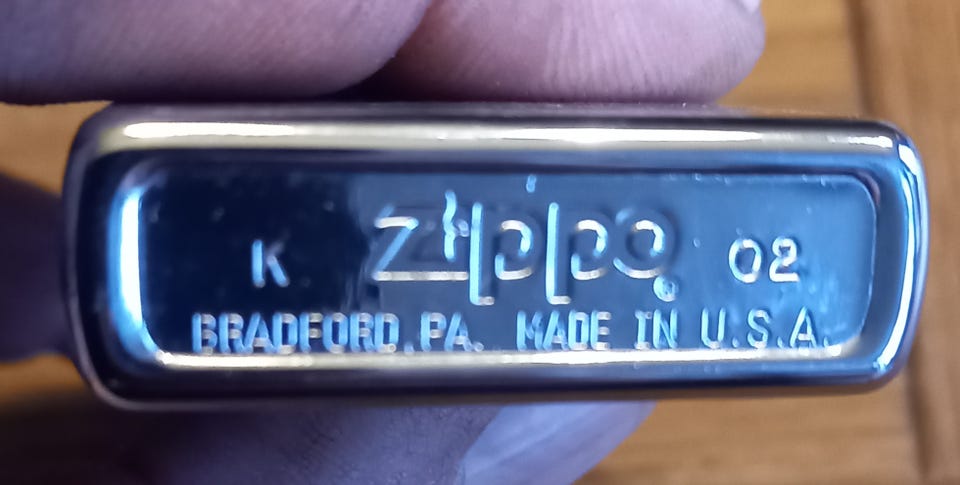 K Zippo® 02
BRADFORD, PA. MADE IN U.S.A.